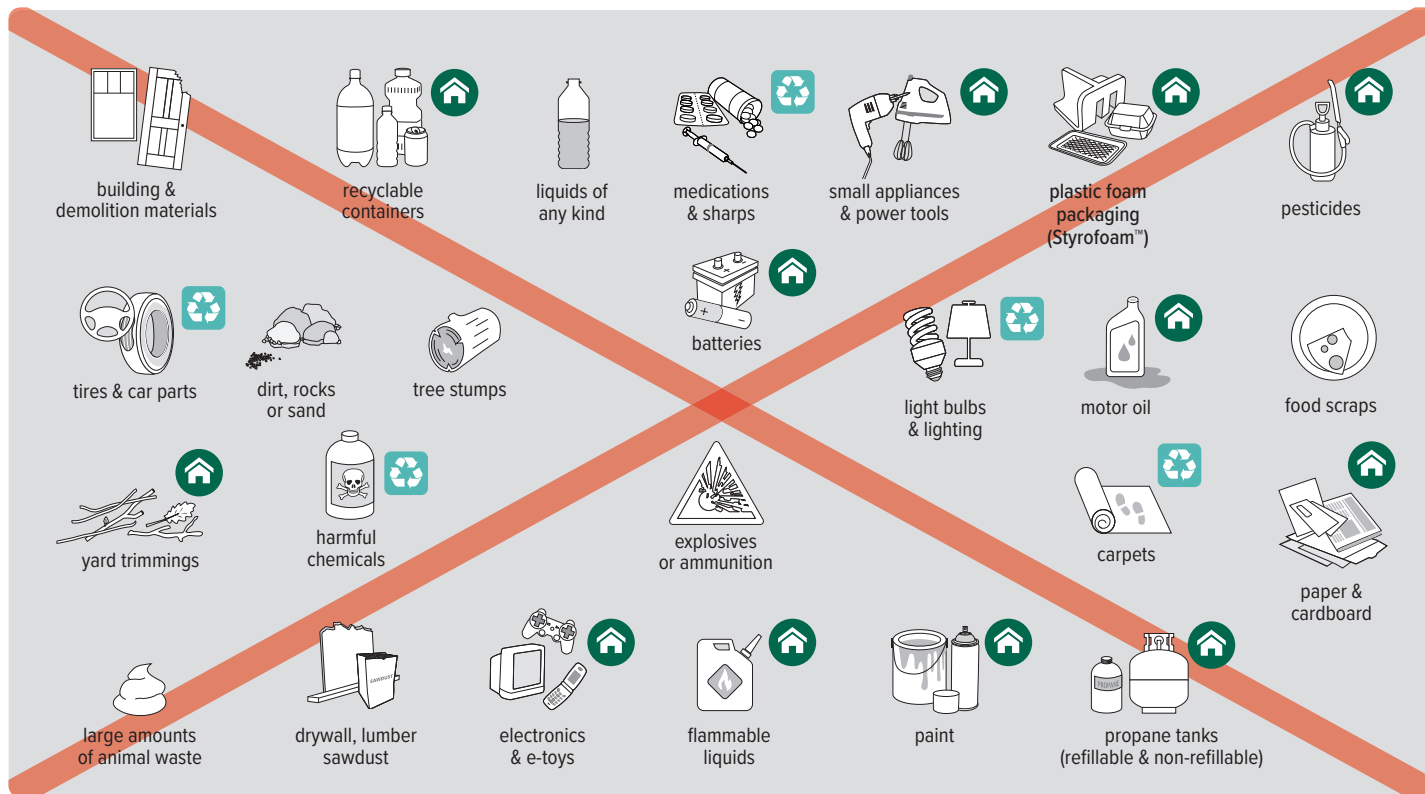 building &
demolition materials
recyclable
containers
liquids of
any kind
medications
& sharps
small appliances
& power tools
plastic foam
packaging
(Styrofoam™)
pesticides
batteries
tires & car parts
dirt, rocks
or sand
tree stumps
light bulbs
& lighting
motor oil
food scraps
yard trimmings
harmful
chemicals
explosives
or ammunition
carpets
paper &
cardboard
SAWDUST
PROPANE
large amounts
of animal waste
drywall, lumber
sawdust
electronics
& e-toys
flammable
liquids
paint
propane tanks
(refillable & non-refillable)